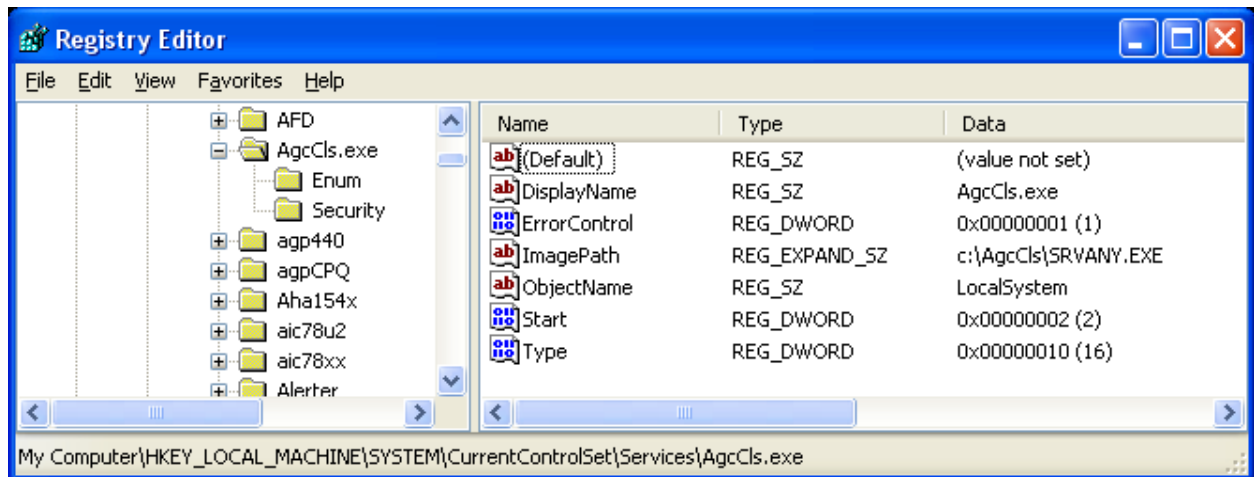 Registry Editor
File Edit View Favorites Help
AFD
AgcCls.exe
Enum
Security
agp440
agpCPQ
Aha154x
aic78u2
aic78xx
Alerter
Name Type Data
(Default) REG_SZ (value not set)
DisplayName REG_SZ AgcCls.exe
ErrorControl REG_DWORD 0x00000001 (1)
ImagePath REG_EXPAND_SZ c:\AgcCls\SRVANY.EXE
ObjectName REG_SZ LocalSystem
Start REG_DWORD 0x00000002 (2)
Type REG_DWORD 0x00000010 (16)
My Computer\HKEY_LOCAL_MACHINE\SYSTEM\CurrentControlSet\Services\AgcCls.exe